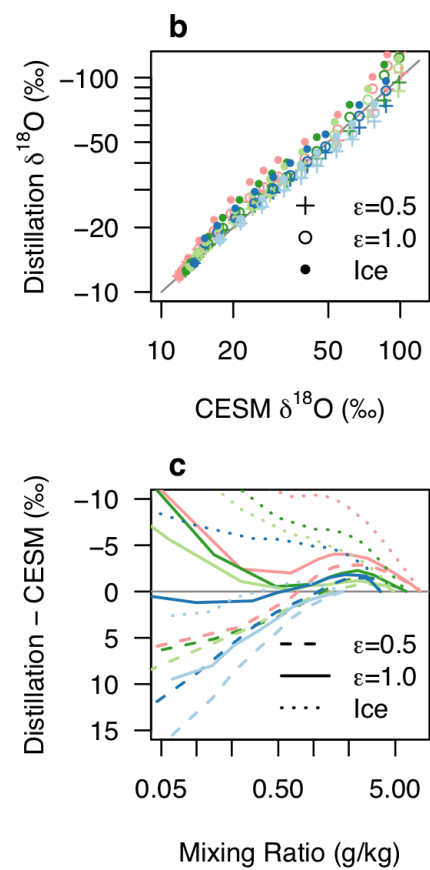 b
Distillation δ¹⁸O (‰)
−100
−50
−20
−10
ε=0.5
ε=1.0
Ice
10 20 50 100
CESM δ¹⁸O (‰)
c
Distillation − CESM (‰)
−10
−5
0
5
10
15
ε=0.5
ε=1.0
Ice
0.05 0.50 5.00
Mixing Ratio (g/kg)